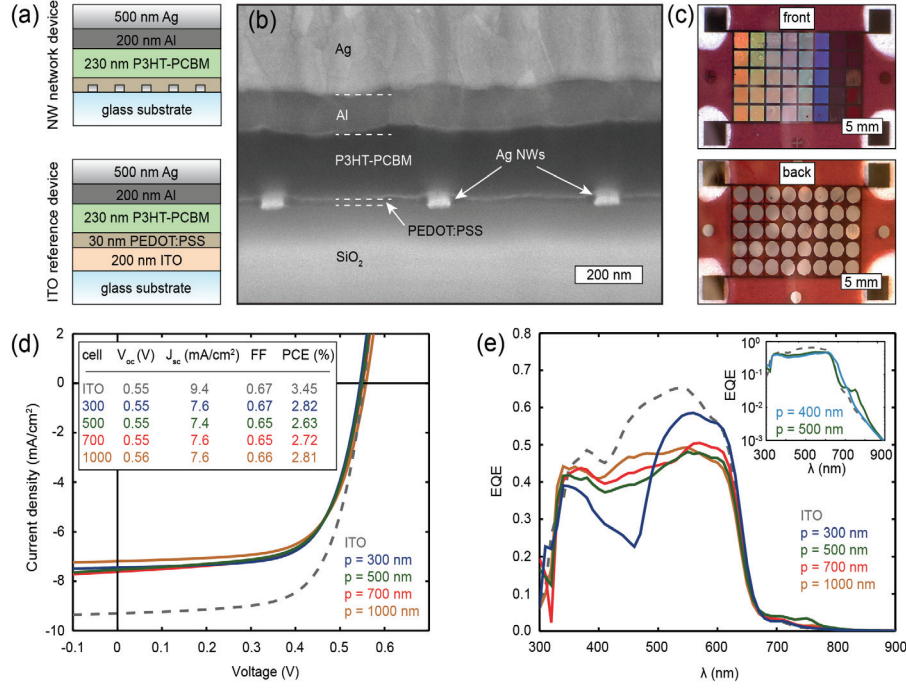 (a)
NW network device
500 nm Ag
200 nm Al
230 nm P3HT-PCBM
glass substrate
ITO reference device
500 nm Ag
200 nm Al
230 nm P3HT-PCBM
30 nm PEDOT:PSS
200 nm ITO
glass substrate
(b)
Ag
Al
P3HT-PCBM
Ag NWs
PEDOT:PSS
SiO2
200 nm
(c)
front
5 mm
back
5 mm
(d)
cell Voc (V) Jsc (mA/cm²) FF PCE (%)
ITO 0.55 9.4 0.67 3.45
300 0.55 7.6 0.67 2.82
500 0.55 7.4 0.65 2.63
700 0.55 7.6 0.65 2.72
1000 0.56 7.6 0.66 2.81
ITO
p = 300 nm
p = 500 nm
p = 700 nm
p = 1000 nm
Current density (mA/cm²)
2
0
-2
-4
-6
-8
-10
-0.1 0 0.1 0.2 0.3 0.4 0.5 0.6
Voltage (V)
(e)
EQE
0.8
0.7
0.6
0.5
0.4
0.3
0.2
0.1
0.0
300 400 500 600 700 800 900
λ (nm)
ITO
p = 300 nm
p = 500 nm
p = 700 nm
p = 1000 nm
EQE
10⁰
10⁻¹
10⁻²
10⁻³
p = 400 nm
p = 500 nm
300 500 700 900
λ (nm)